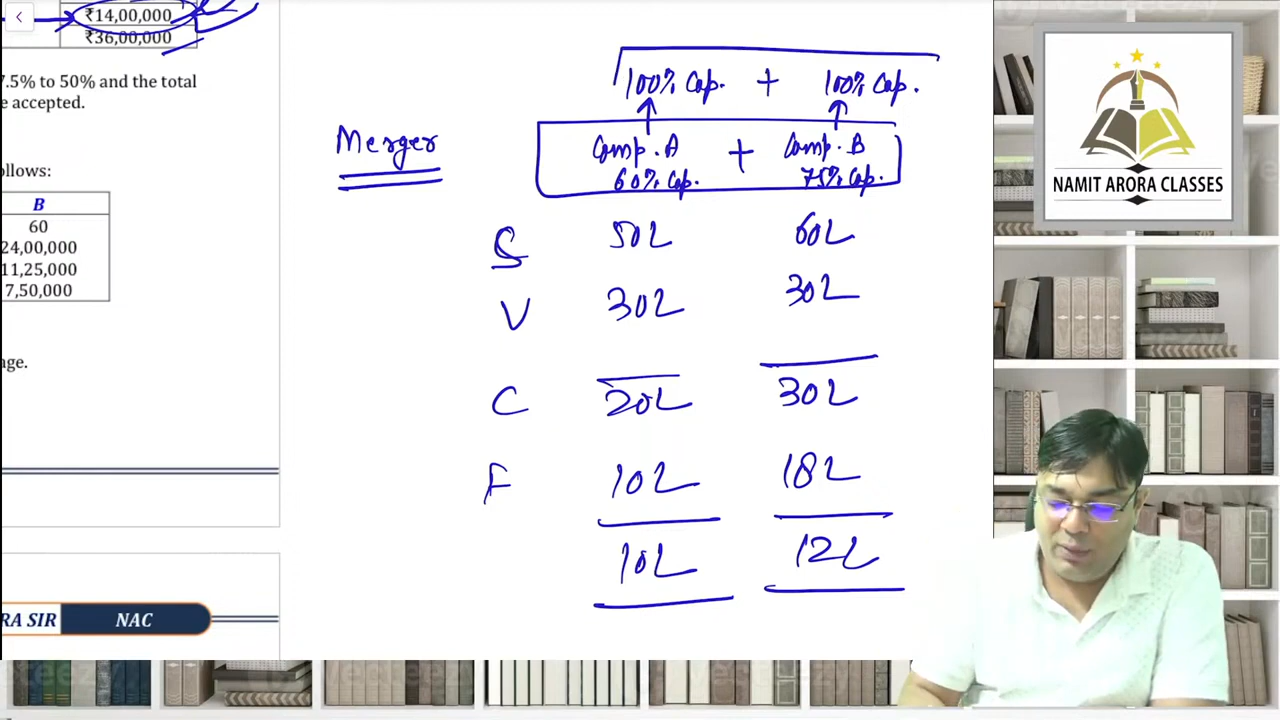 ₹14,00,000
₹36,00,000
7.5% to 50% and the total
e accepted.
ollows:
B
60
24,00,000
11,25,000
7,50,000
nge.
RA SIR NAC
100% Cap. + 100% Cap.
Merger
Comp. A + Comp. B
60% Cap. 75% Cap.
S 50L 60L
V 30L 30L
C 20L 30L
F 10L 18L
10L 12L
NAMIT ARORA CLASSES